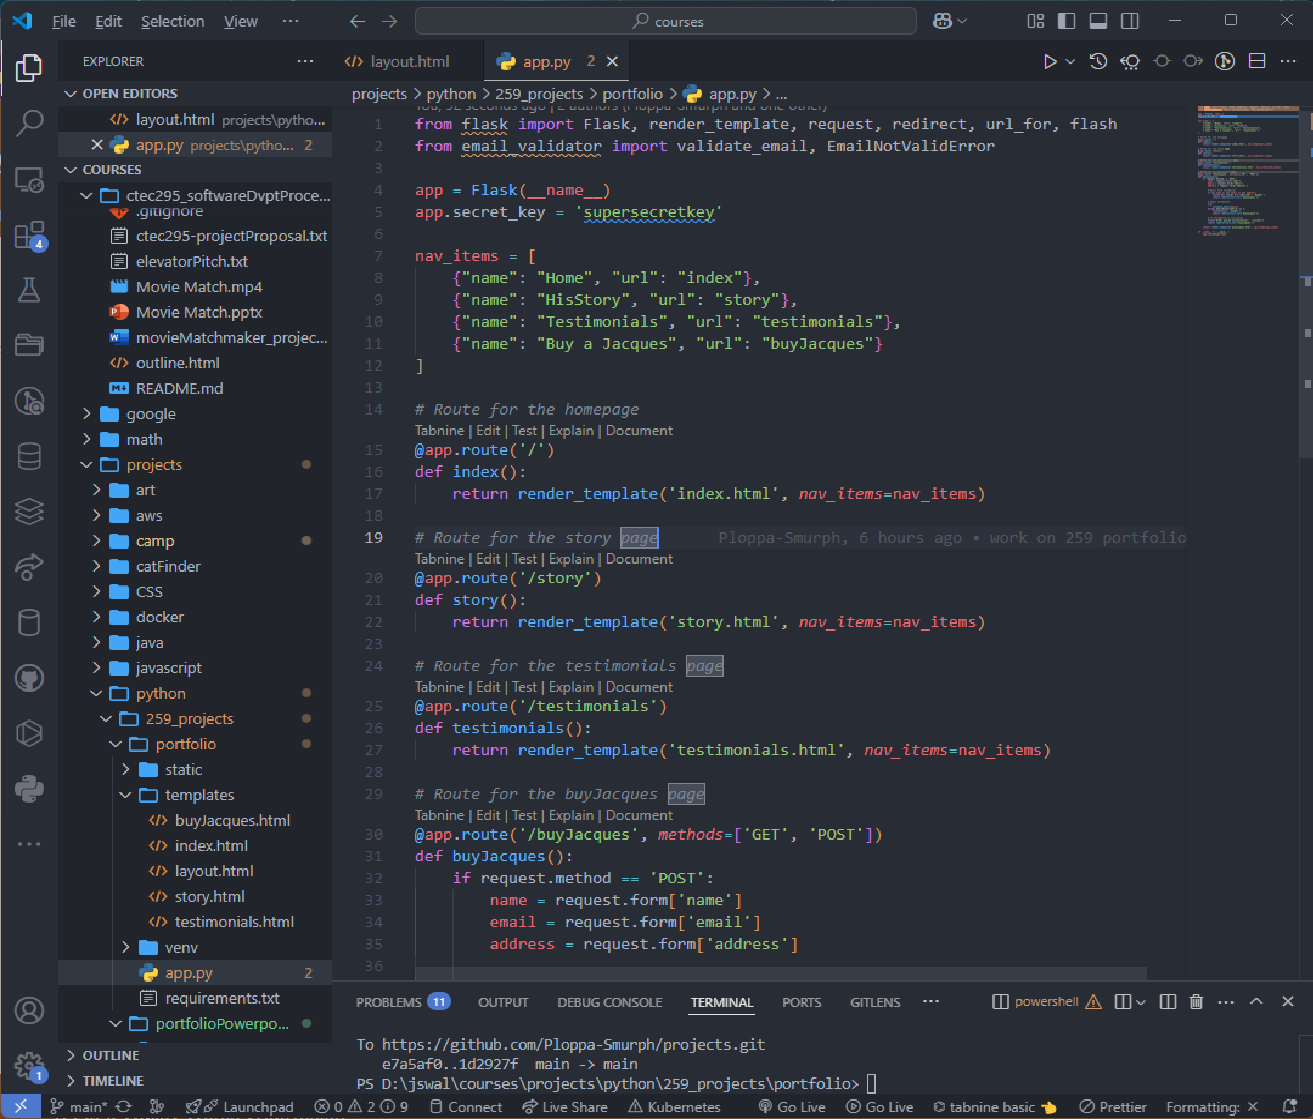 File Edit Selection View ··· courses
EXPLORER ···
layout.html
app.py 2
projects > python > 259_projects > portfolio > app.py > ...
OPEN EDITORS
layout.html projects\pytho...
app.py projects\pytho... 2
COURSES
ctec295_softwareDvptProce...
.gitignore
ctec295-projectProposal.txt
elevatorPitch.txt
Movie Match.mp4
Movie Match.pptx
movieMatchmaker_projec...
outline.html
README.md
google
math
projects
art
aws
camp
catFinder
CSS
docker
java
javascript
python
259_projects
portfolio
static
templates
buyJacques.html
index.html
layout.html
story.html
testimonials.html
venv
app.py 2
requirements.txt
portfolioPowerpo...
OUTLINE
TIMELINE
4
1
You, 52 seconds ago | 2 authors (Ploppa-Smurph and one other)
1 from flask import Flask, render_template, request, redirect, url_for, flash
2 from email_validator import validate_email, EmailNotValidError
3
4 app = Flask(__name__)
5 app.secret_key = 'supersecretkey'
6
7 nav_items = [
8 {"name": "Home", "url": "index"},
9 {"name": "HisStory", "url": "story"},
10 {"name": "Testimonials", "url": "testimonials"},
11 {"name": "Buy a Jacques", "url": "buyJacques"}
12 ]
13
14 # Route for the homepage
Tabnine | Edit | Test | Explain | Document
15 @app.route('/')
16 def index():
17 return render_template('index.html', nav_items=nav_items)
18
19 # Route for the story page Ploppa-Smurph, 6 hours ago • work on 259 portfolio
Tabnine | Edit | Test | Explain | Document
20 @app.route('/story')
21 def story():
22 return render_template('story.html', nav_items=nav_items)
23
24 # Route for the testimonials page
Tabnine | Edit | Test | Explain | Document
25 @app.route('/testimonials')
26 def testimonials():
27 return render_template('testimonials.html', nav_items=nav_items)
28
29 # Route for the buyJacques page
Tabnine | Edit | Test | Explain | Document
30 @app.route('/buyJacques', methods=['GET', 'POST'])
31 def buyJacques():
32 if request.method == 'POST':
33 name = request.form['name']
34 email = request.form['email']
35 address = request.form['address']
36
PROBLEMS 11 OUTPUT DEBUG CONSOLE TERMINAL PORTS GITLENS ··· powershell
To https://github.com/Ploppa-Smurph/projects.git
e7a5af0..1d2927f main -> main
PS D:\jswal\courses\projects\python\259_projects\portfolio>
main* Launchpad 0 2 9 Connect Live Share Kubernetes Go Live Go Live tabnine basic Prettier Formatting: ×